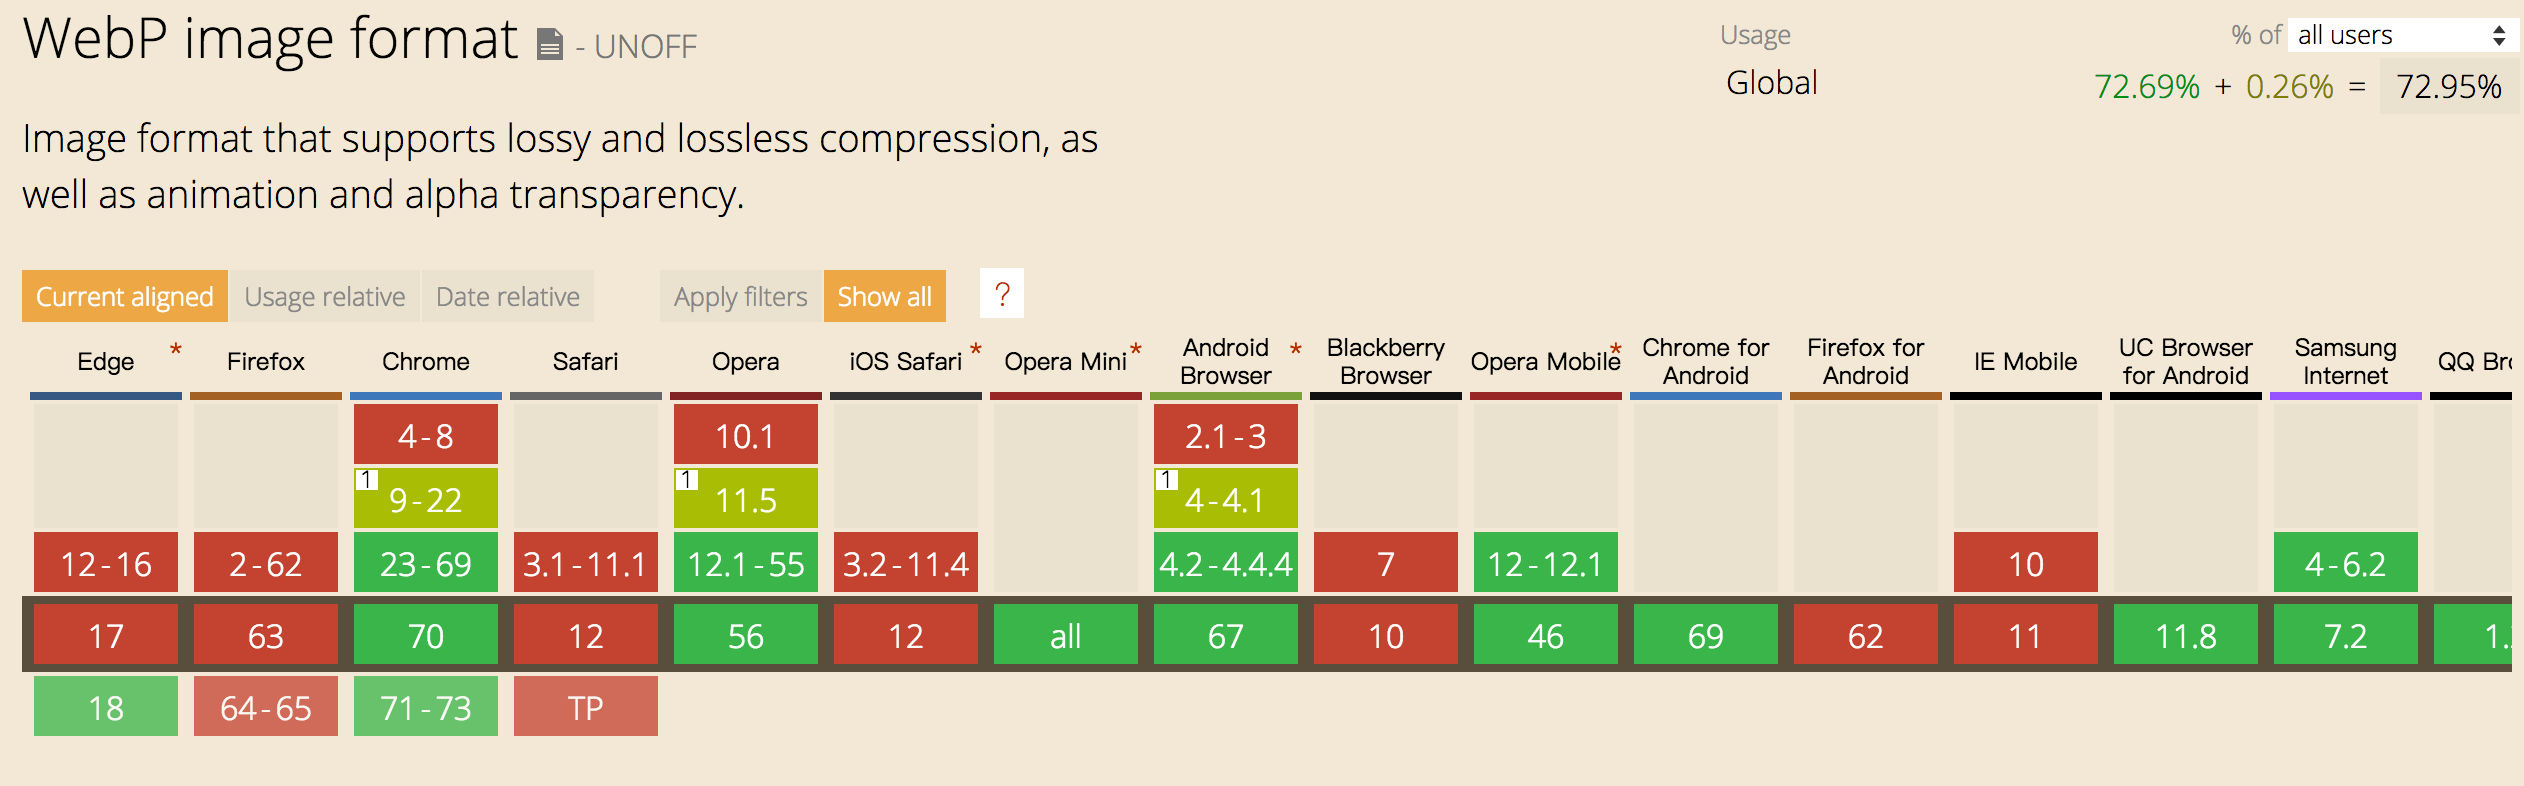 WebP image format - UNOFF
Usage % of all users
Global 72.69% + 0.26% = 72.95%
Image format that supports lossy and lossless compression, as
well as animation and alpha transparency.
Current aligned Usage relative Date relative Apply filters Show all ?
Edge * Firefox Chrome Safari Opera iOS Safari * Opera Mini * Android Browser * Blackberry Browser Opera Mobile * Chrome for Android Firefox for Android IE Mobile UC Browser for Android Samsung Internet QQ
4-8 10.1 2.1-3
1 9-22 1 11.5 1 4-4.1
12-16 2-62 23-69 3.1-11.1 12.1-55 3.2-11.4 4.2-4.4.4 7 12-12.1 10 4-6.2
17 63 70 12 56 12 all 67 10 46 69 62 11 11.8 7.2
18 64-65 71-73 TP